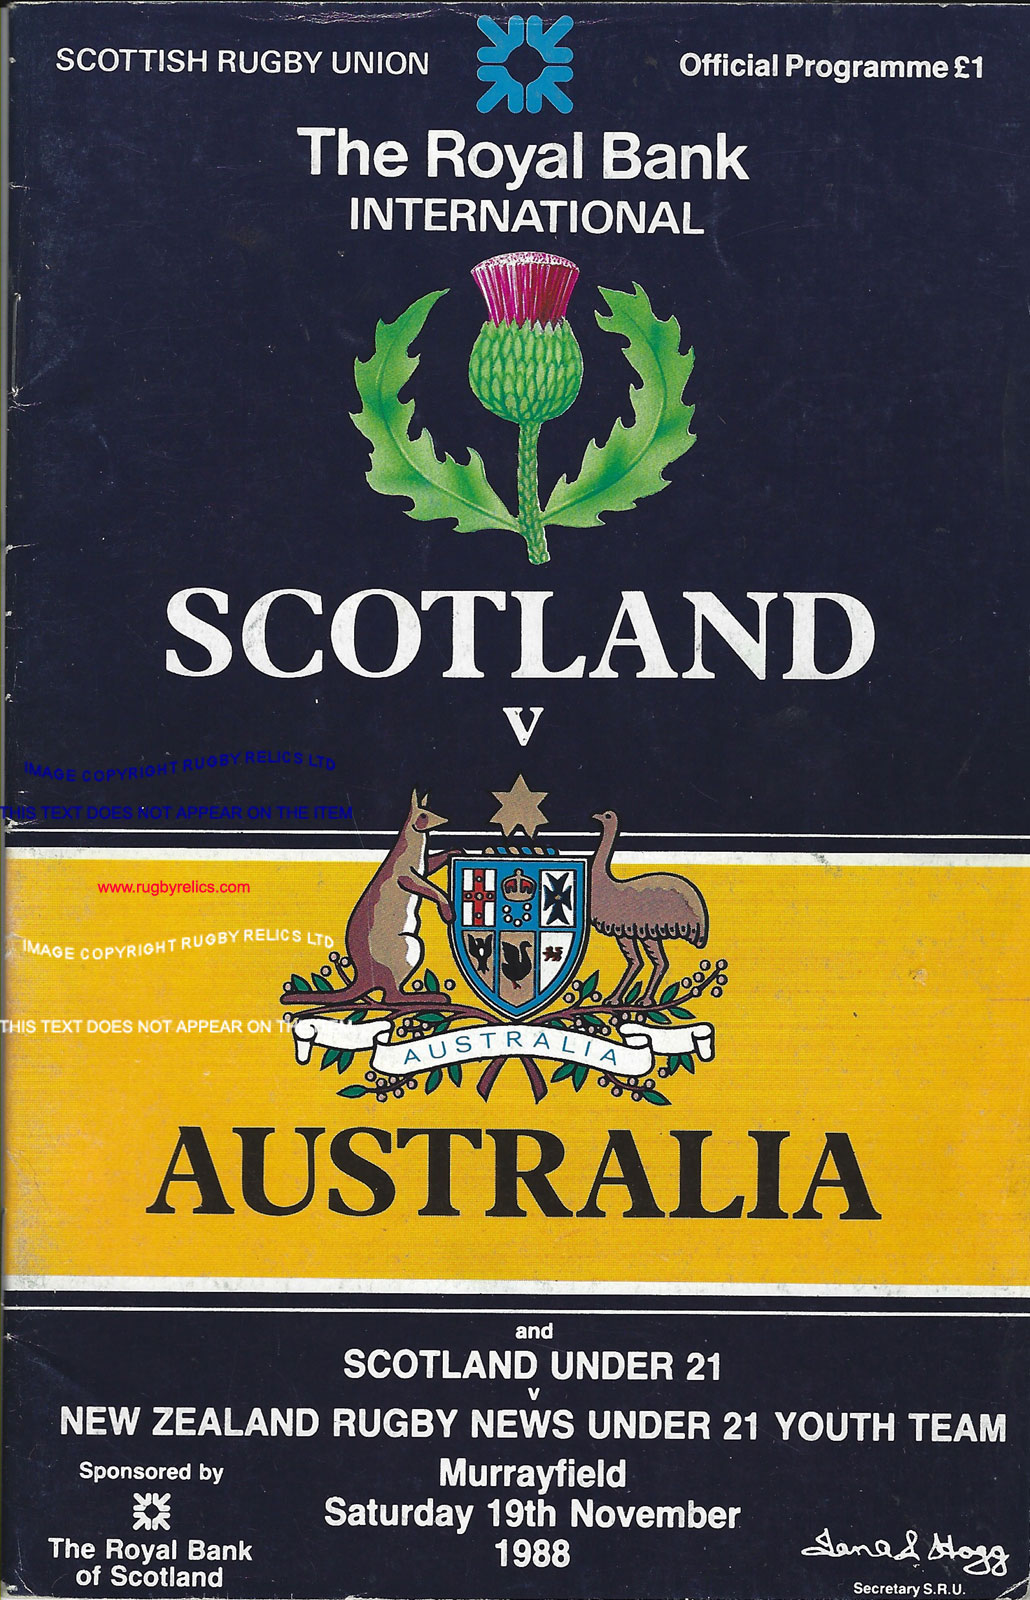 SCOTTISH RUGBY UNION
Official Programme £1
The Royal Bank
INTERNATIONAL
SCOTLAND
v
IMAGE COPYRIGHT RUGBY RELICS LTD
THIS TEXT DOES NOT APPEAR ON THE ITEM
www.rugbyrelics.com
IMAGE COPYRIGHT RUGBY RELICS LTD
THIS TEXT DOES NOT APPEAR ON THE ITEM
AUSTRALIA
AUSTRALIA
and
SCOTLAND UNDER 21
v
NEW ZEALAND RUGBY NEWS UNDER 21 YOUTH TEAM
Sponsored by
The Royal Bank
of Scotland
Murrayfield
Saturday 19th November
1988
Hogg
Secretary S.R.U.